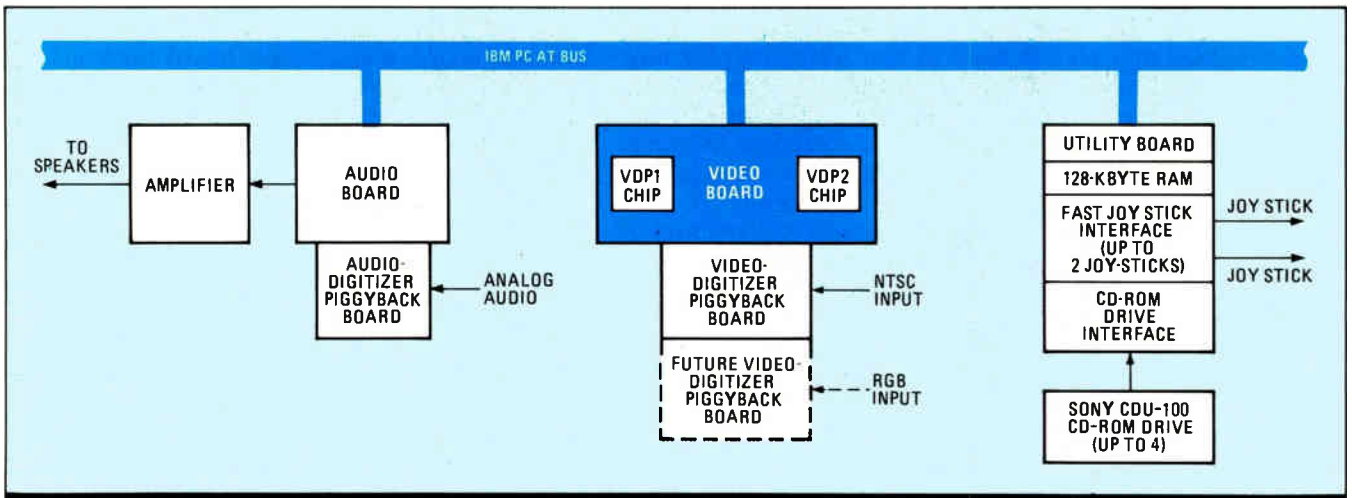 IBM PC AT BUS
TO
SPEAKERS
AMPLIFIER
AUDIO
BOARD
AUDIO-
DIGITIZER
PIGGYBACK
BOARD
ANALOG
AUDIO
VDP1
CHIP
VIDEO
BOARD
VDP2
CHIP
VIDEO-
DIGITIZER
PIGGYBACK
BOARD
NTSC
INPUT
FUTURE VIDEO-
DIGITIZER
PIGGYBACK
BOARD
RGB
INPUT
UTILITY BOARD
128-KBYTE RAM
FAST JOY STICK
INTERFACE
(UP TO
2 JOY-STICKS)
JOY STICK
JOY STICK
CD-ROM
DRIVE
INTERFACE
SONY CDU-100
CD-ROM DRIVE
(UP TO 4)